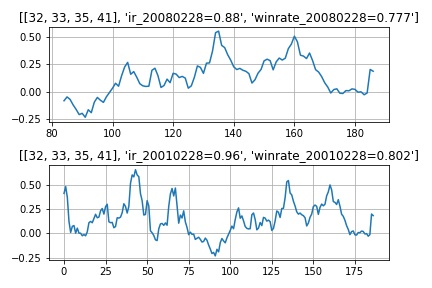 [[32, 33, 35, 41], 'ir_20080228=0.88', 'winrate_20080228=0.777']
0.50
0.25
0.00
−0.25
80 100 120 140 160 180
[[32, 33, 35, 41], 'ir_20010228=0.96', 'winrate_20010228=0.802']
0.50
0.25
0.00
−0.25
0 25 50 75 100 125 150 175